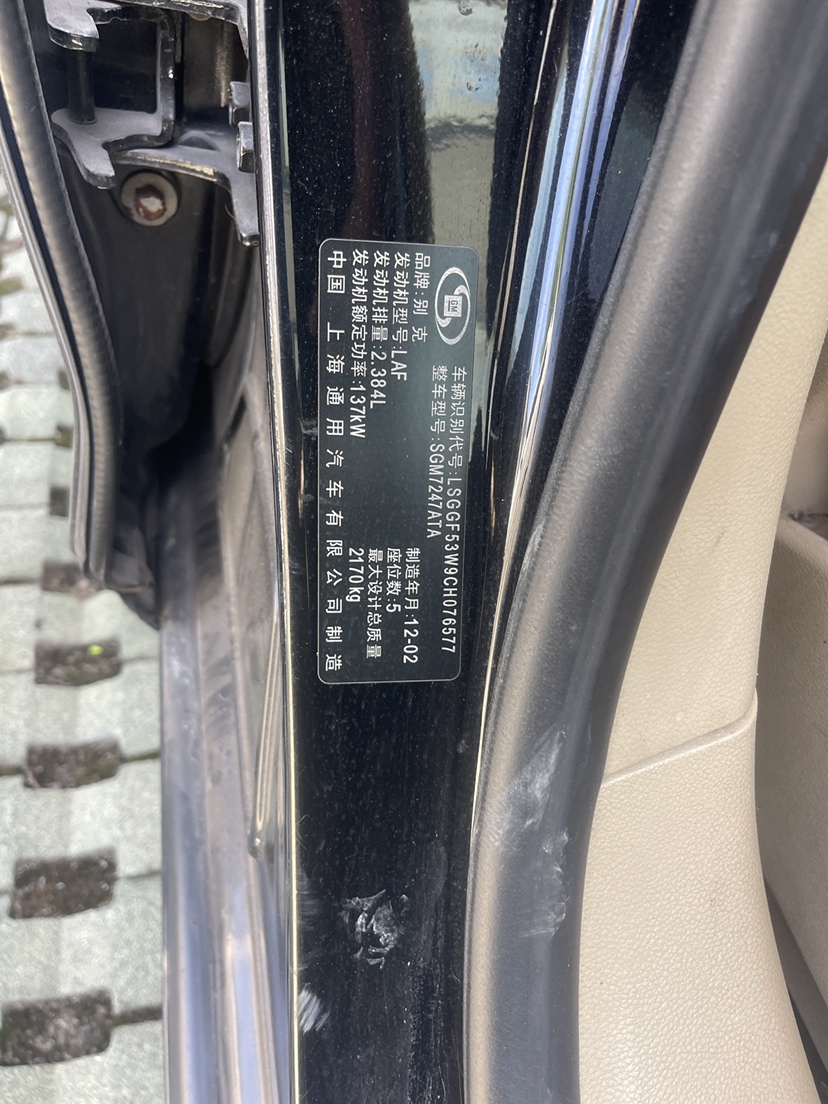 GM
车辆识别代号:LSGGF53W9CH076577
整车型号:SGM7247ATA
品牌:别克
制造年月:12-02
发动机型号:LAF
座位数:5
发动机排量:2.384L
最大设计总质量
发动机额定功率:137kW
2170kg
中国 上海通用汽车有限公司制造